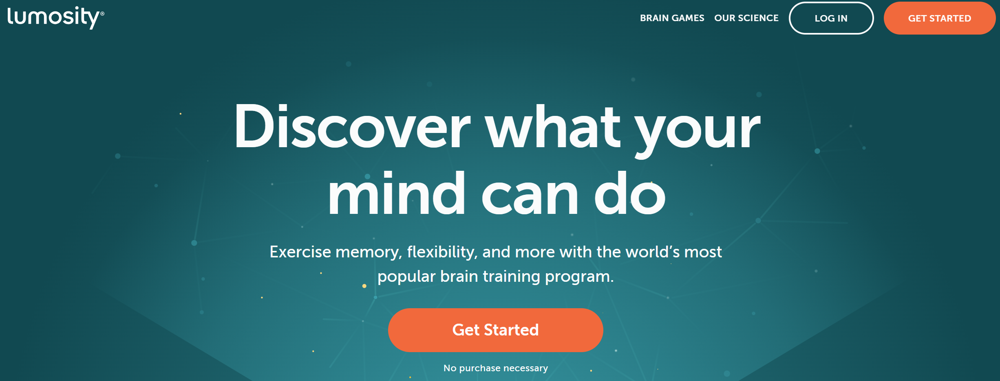 lumosity®
BRAIN GAMES
OUR SCIENCE
LOG IN
GET STARTED
Discover what your
mind can do
Exercise memory, flexibility, and more with the world’s most
popular brain training program.
Get Started
No purchase necessary